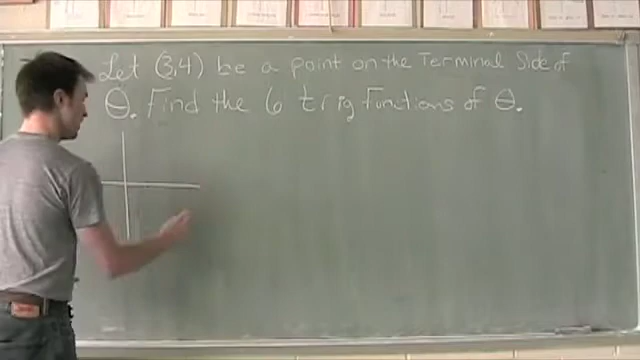 Let (3,4) be a point on the Terminal Side of
θ. Find the 6 trig Functions of θ.